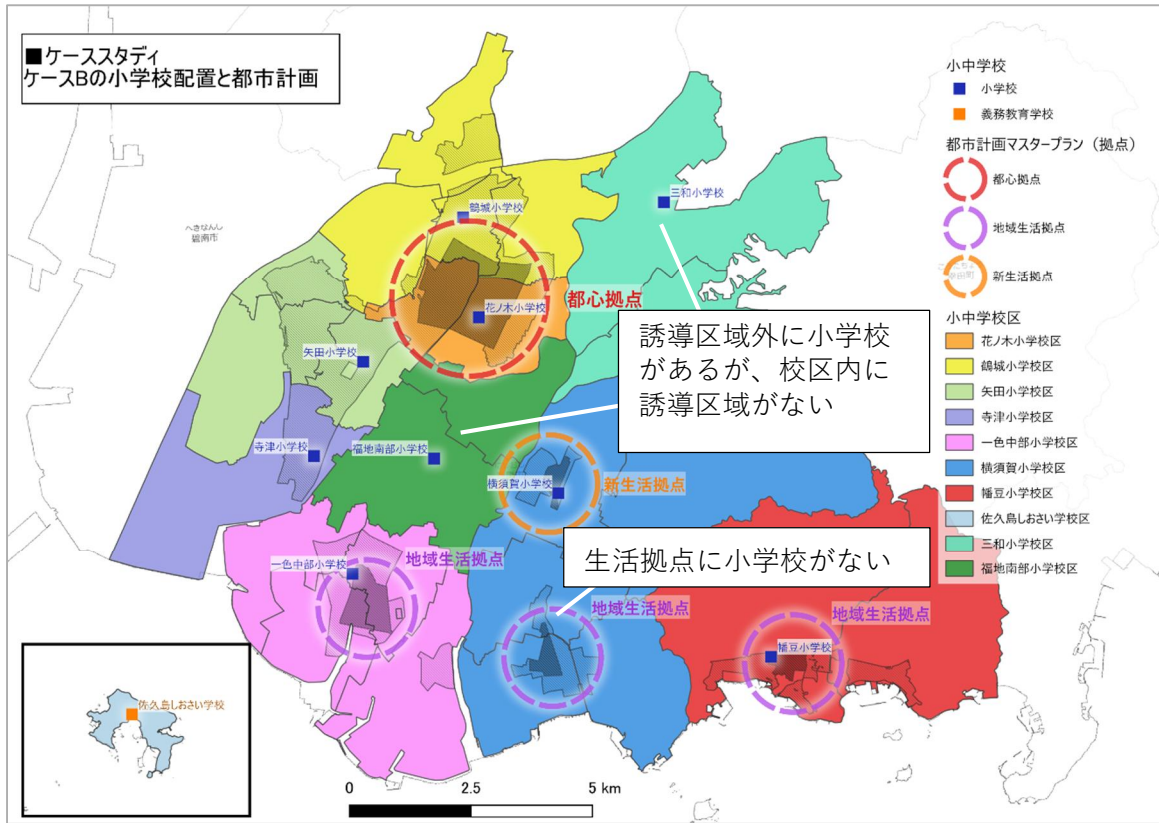 ■ケーススタディ
ケースBの小学校配置と都市計画
小中学校
小学校
義務教育学校
都市計画マスタープラン（拠点）
都心拠点
地域生活拠点
新生活拠点
小中学校区
花ノ木小学校区
鶴城小学校区
矢田小学校区
寺津小学校区
一色中部小学校区
横須賀小学校区
幡豆小学校区
佐久島しおさい学校区
三和小学校区
福地南部小学校区
へきなんし
碧南市
鶴城小学校
三和小学校
花ノ木小学校
都心拠点
矢田小学校
誘導区域外に小学校
があるが、校区内に
誘導区域がない
寺津小学校
福地南部小学校
横須賀小学校
新生活拠点
生活拠点に小学校がない
一色中部小学校
地域生活拠点
地域生活拠点
地域生活拠点
幡豆小学校
佐久島しおさい学校
0 2.5 5 km